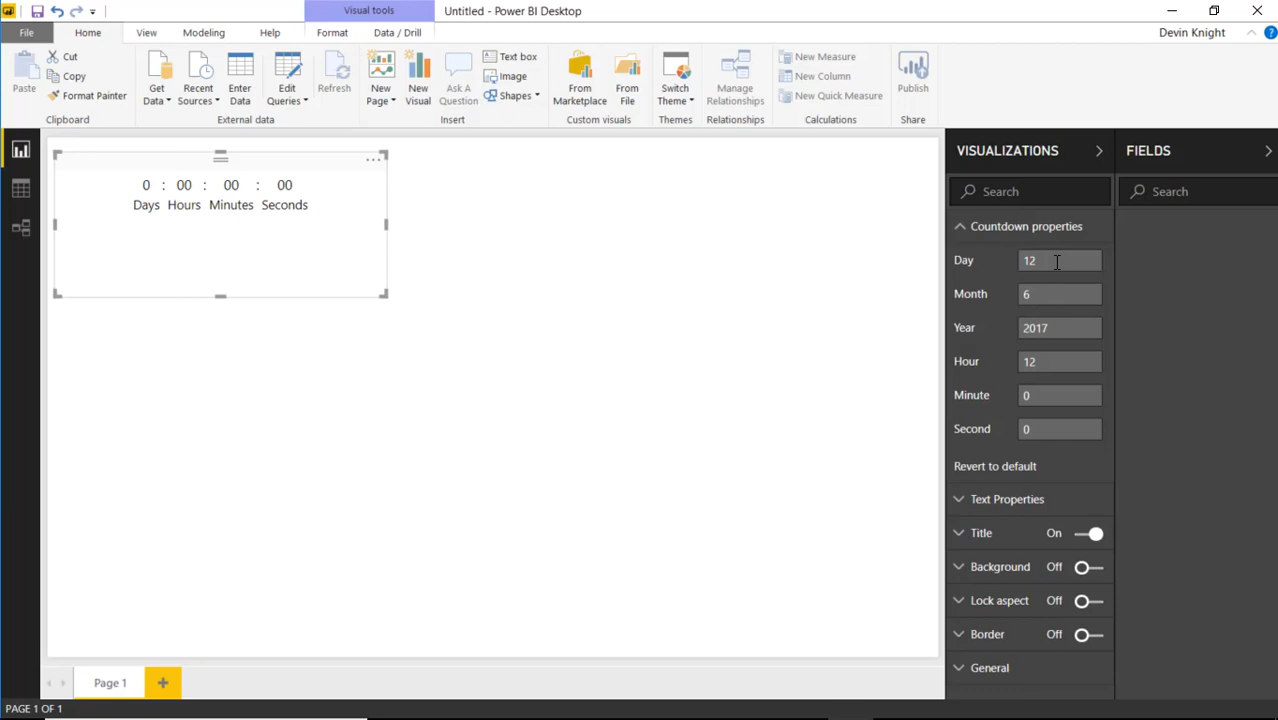 Visual tools
Untitled - Power BI Desktop
File
Home
View
Modeling
Help
Format
Data / Drill
Devin Knight
Paste
Cut
Copy
Format Painter
Clipboard
Get Data
Recent Sources
Enter Data
Edit Queries
Refresh
External data
New Page
New Visual
Ask A Question
Text box
Image
Shapes
Insert
From Marketplace
From File
Custom visuals
Switch Theme
Themes
Manage Relationships
Relationships
New Measure
New Column
New Quick Measure
Calculations
Publish
Share
0 : 00 : 00 : 00
Days Hours Minutes Seconds
VISUALIZATIONS
Search
Countdown properties
Day 12
Month 6
Year 2017
Hour 12
Minute 0
Second 0
Revert to default
Text Properties
Title On
Background Off
Lock aspect Off
Border Off
General
FIELDS
Search
Page 1
PAGE 1 OF 1